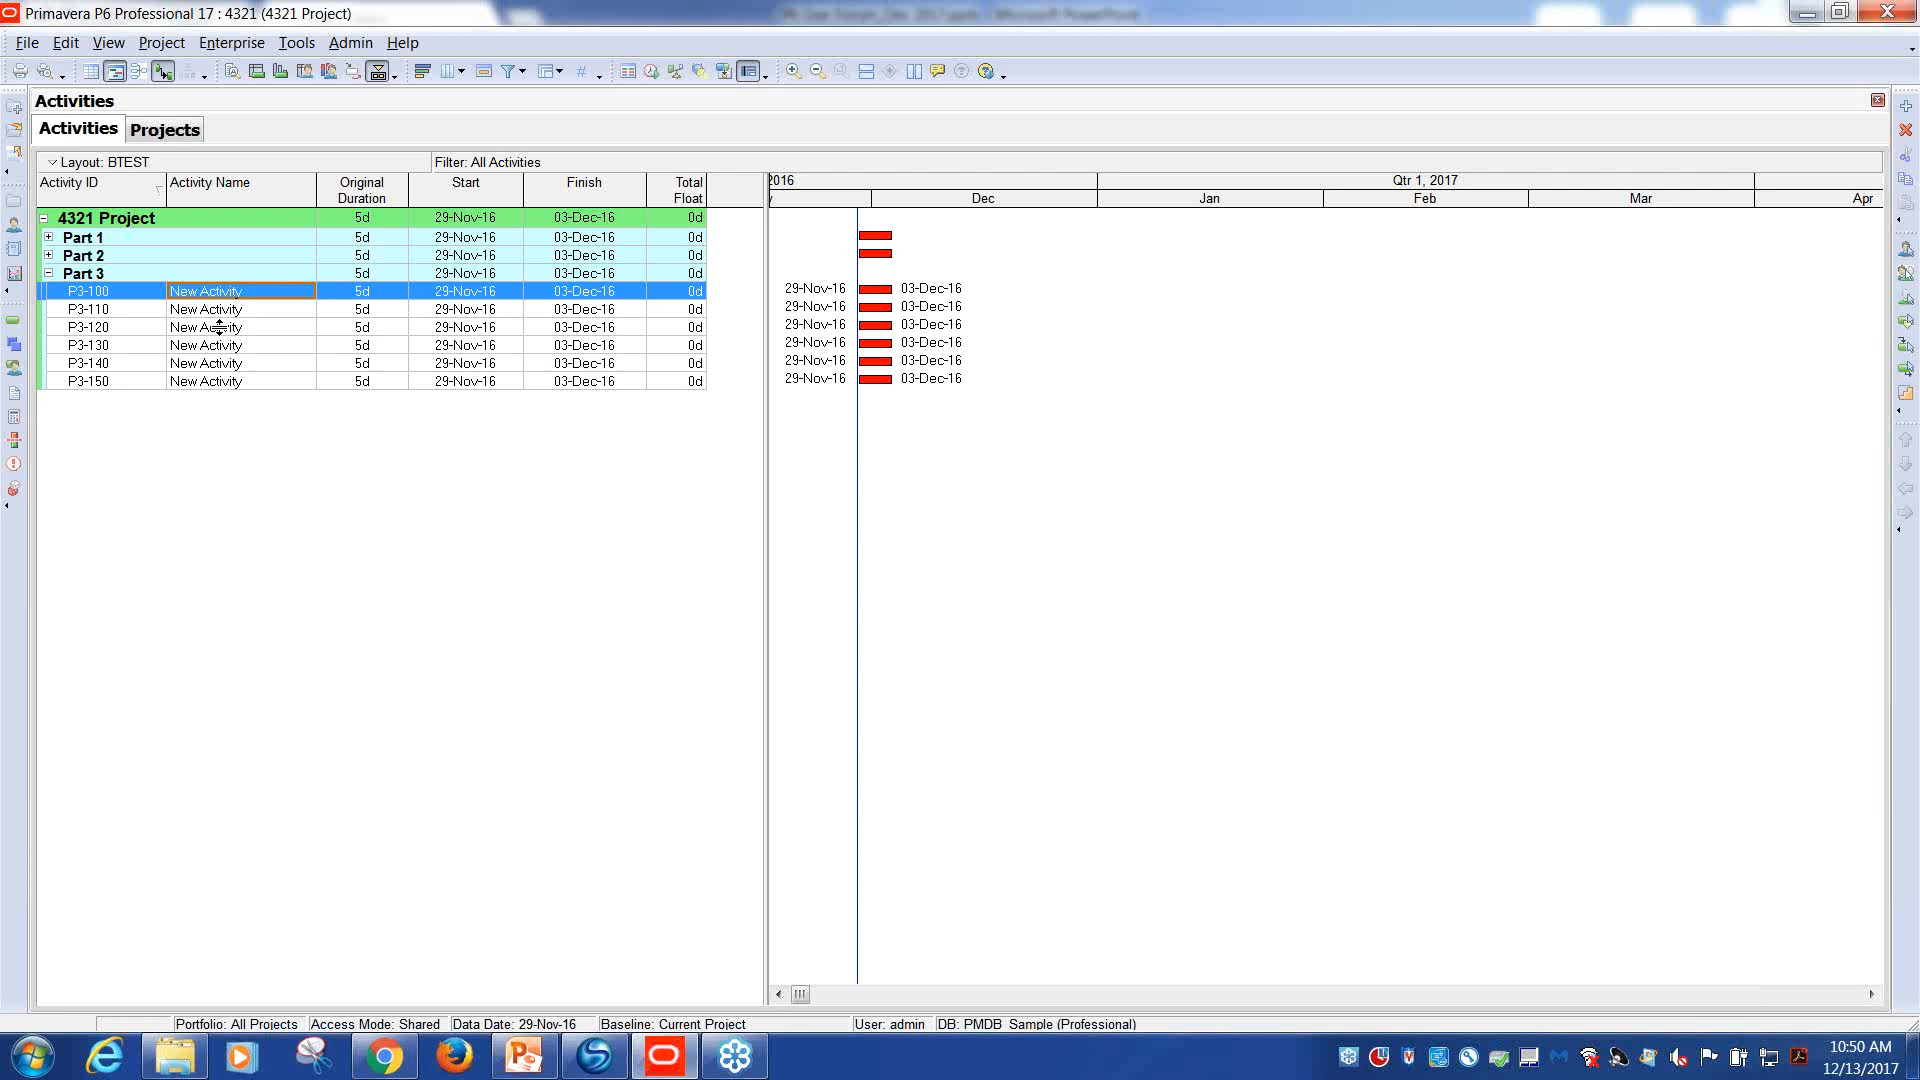 Primavera P6 Professional 17 : 4321 (4321 Project)
File Edit View Project Enterprise Tools Admin Help
Activities
Activities Projects
Layout: BTEST Filter: All Activities
Activity ID Activity Name Original Duration Start Finish Total Float
2016 Qtr 1, 2017
Dec Jan Feb Mar Apr
4321 Project 5d 29-Nov-16 03-Dec-16 0d
Part 1 5d 29-Nov-16 03-Dec-16 0d
Part 2 5d 29-Nov-16 03-Dec-16 0d
Part 3 5d 29-Nov-16 03-Dec-16 0d
P3-100 New Activity 5d 29-Nov-16 03-Dec-16 0d 29-Nov-16 03-Dec-16
P3-110 New Activity 5d 29-Nov-16 03-Dec-16 0d 29-Nov-16 03-Dec-16
P3-120 New Activity 5d 29-Nov-16 03-Dec-16 0d 29-Nov-16 03-Dec-16
P3-130 New Activity 5d 29-Nov-16 03-Dec-16 0d 29-Nov-16 03-Dec-16
P3-140 New Activity 5d 29-Nov-16 03-Dec-16 0d 29-Nov-16 03-Dec-16
P3-150 New Activity 5d 29-Nov-16 03-Dec-16 0d 29-Nov-16 03-Dec-16
Portfolio: All Projects Access Mode: Shared Data Date: 29-Nov-16 Baseline: Current Project User: admin DB: PMDB Sample (Professional)
10:50 AM
12/13/2017